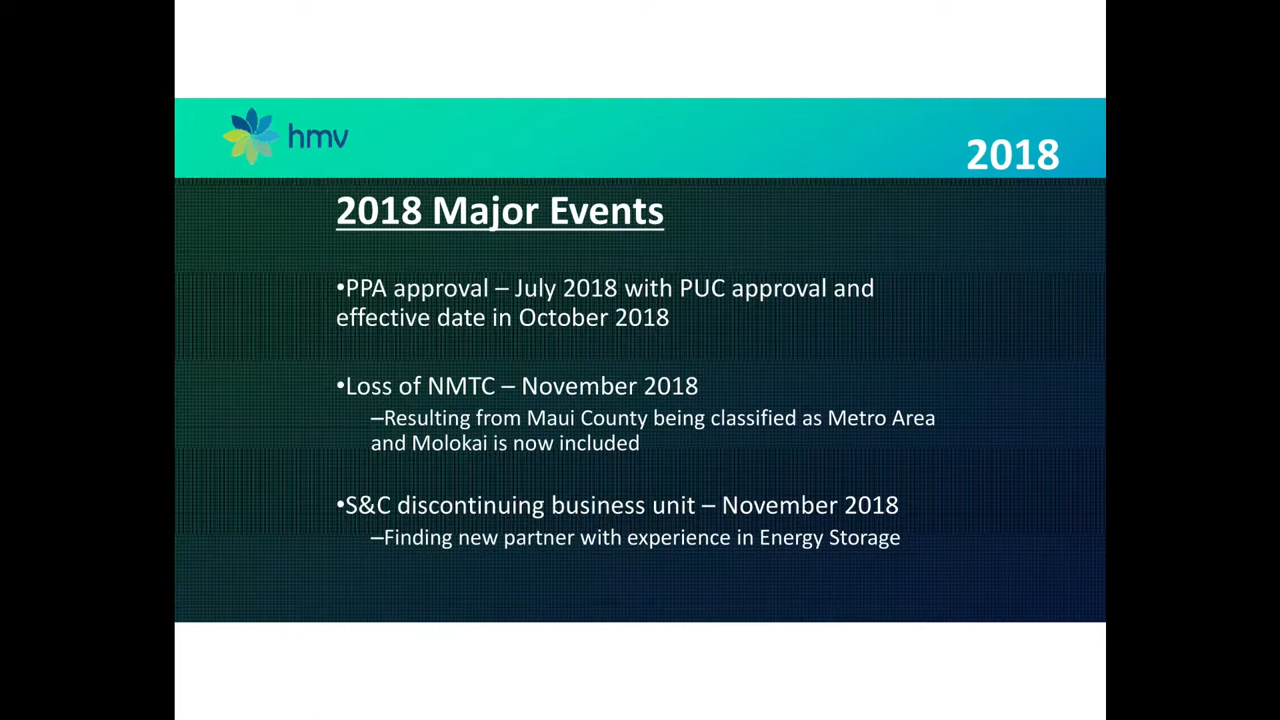 hmv
2018
2018 Major Events
•PPA approval – July 2018 with PUC approval and
effective date in October 2018
•Loss of NMTC – November 2018
–Resulting from Maui County being classified as Metro Area
and Molokai is now included
•S&C discontinuing business unit – November 2018
–Finding new partner with experience in Energy Storage